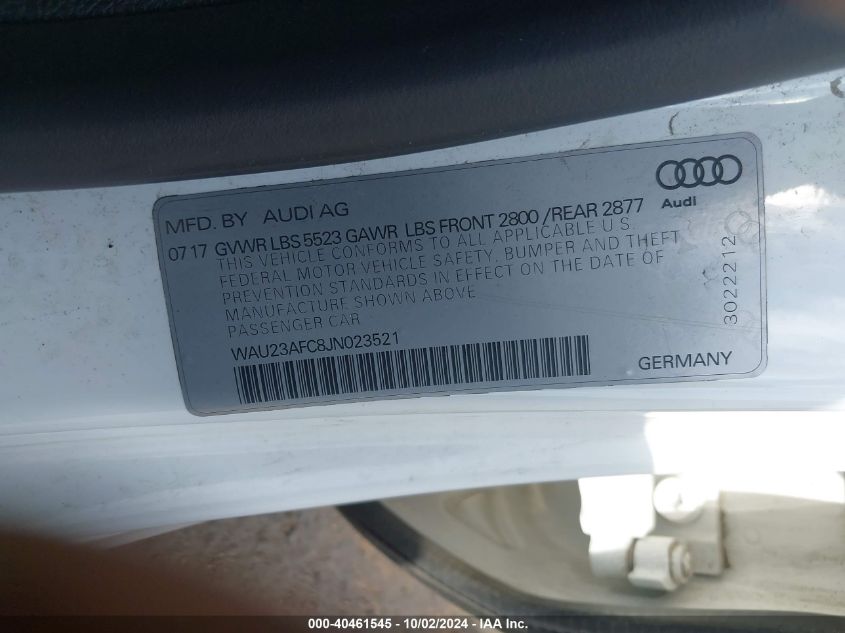 MFD. BY AUDI AG
Audi
07 17 GVWR LBS 5523 GAWR LBS FRONT 2800 /REAR 2877
THIS VEHICLE CONFORMS TO ALL APPLICABLE U.S.
FEDERAL MOTOR VEHICLE SAFETY, BUMPER AND THEFT
PREVENTION STANDARDS IN EFFECT ON THE DATE OF
MANUFACTURE SHOWN ABOVE
PASSENGER CAR
3022212
WAU23AFC8JN023521
GERMANY
000-40461545 - 10/02/2024 - © IAA Inc.